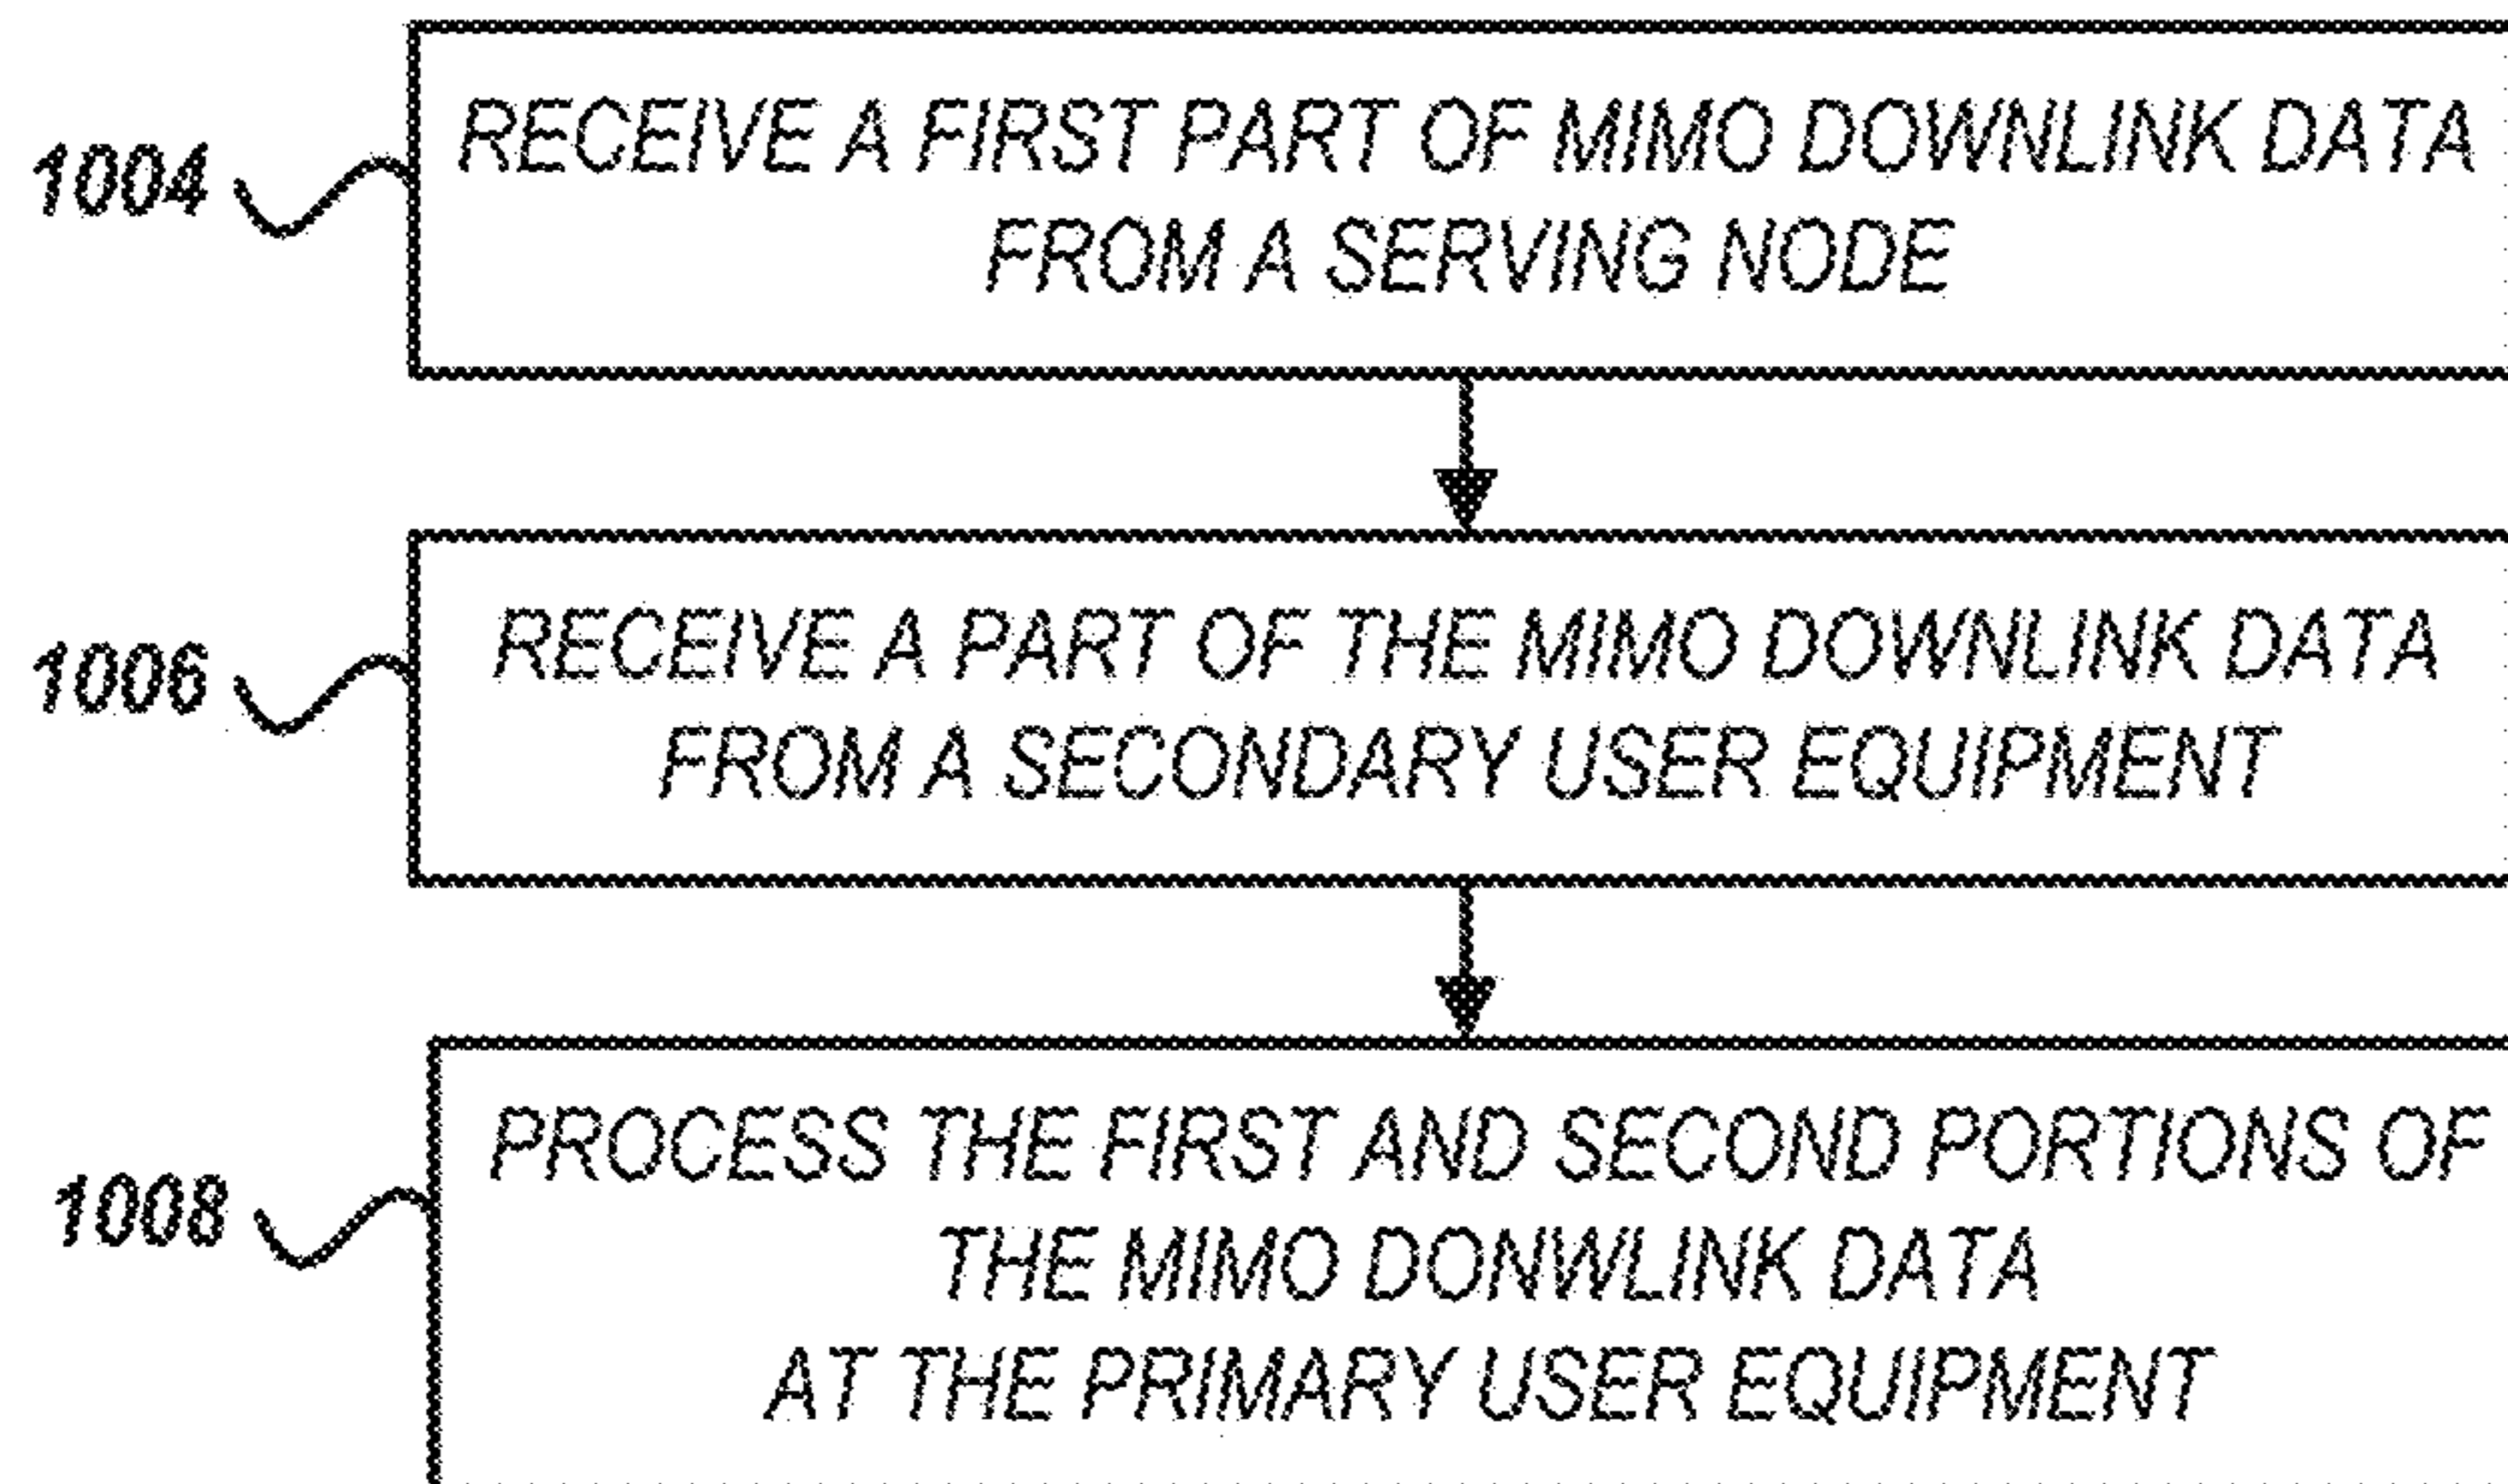 1004
RECEIVE A FIRST PART OF MIMO DOWNLINK DATA
FROM A SERVING NODE
1006
RECEIVE A PART OF THE MIMO DOWNLINK DATA
FROM A SECONDARY USER EQUIPMENT
1008
PROCESS THE FIRST AND SECOND PORTIONS OF
THE MIMO DONWLINK DATA
AT THE PRIMARY USER EQUIPMENT